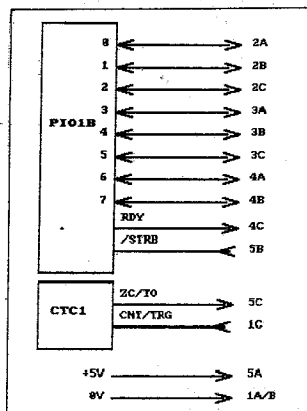 0 2A
1 2B
2 2C
3 3A
PIO1B 4 3B
5 3C
6 4A
7 4B
RDY 4C
/STRB 5B
ZC/TO 5C
CTC1 CNT/TRG 1C
+5V 5A
0V 1A/B